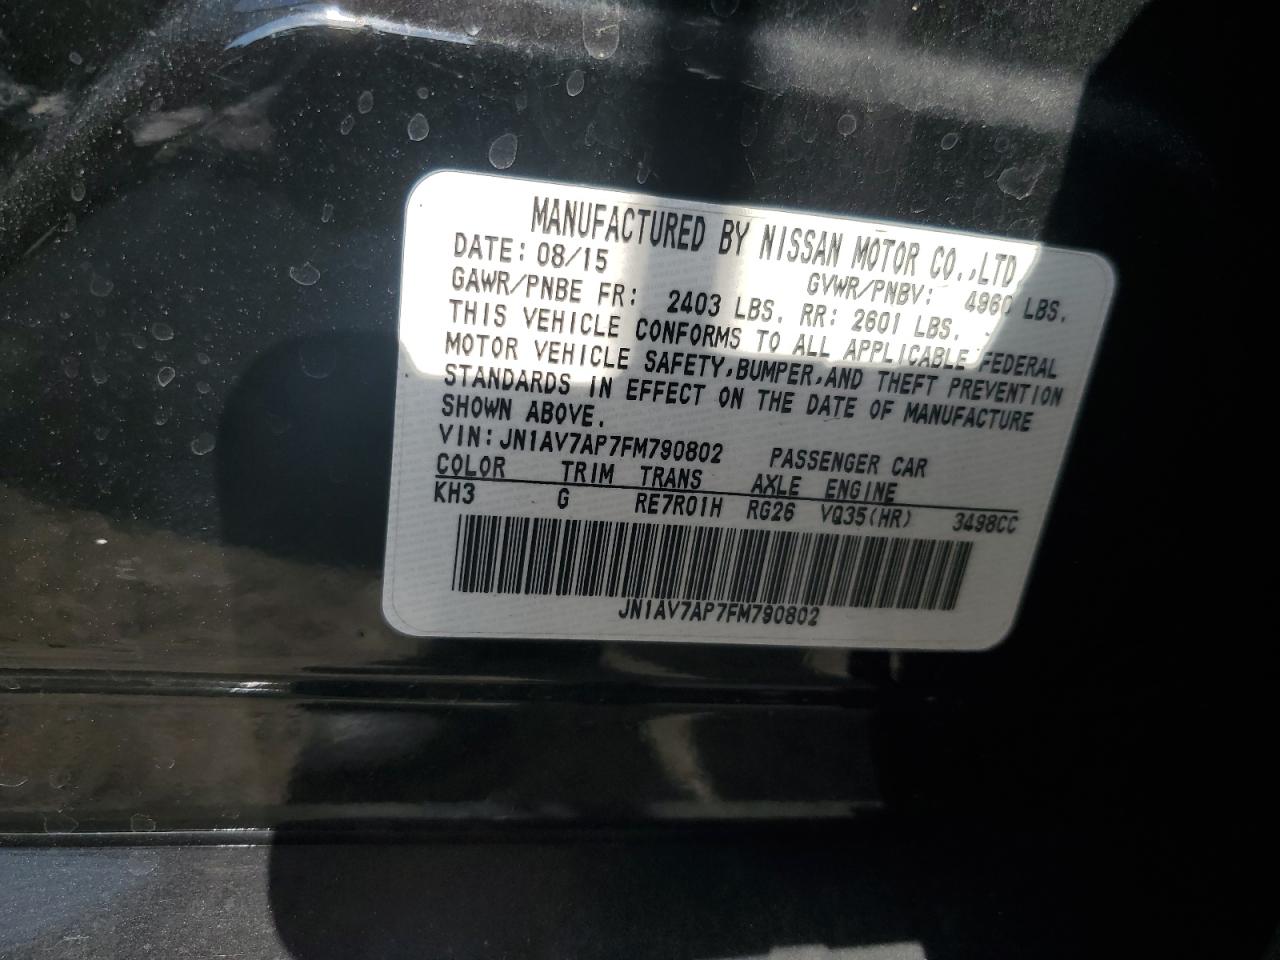 MANUFACTURED BY NISSAN MOTOR CO.,LTD
DATE: 08/15 GVWR/PNBV: 4960 LBS.
GAWR/PNBE FR: 2403 LBS. RR: 2601 LBS.
THIS VEHICLE CONFORMS TO ALL APPLICABLE FEDERAL
MOTOR VEHICLE SAFETY,BUMPER,AND THEFT PREVENTION
STANDARDS IN EFFECT ON THE DATE OF MANUFACTURE
SHOWN ABOVE.
VIN: JN1AV7AP7FM790802 PASSENGER CAR
COLOR TRIM TRANS AXLE ENGINE
KH3 G RE7R01H RG26 VQ35(HR) 3498CC
JN1AV7AP7FM790802